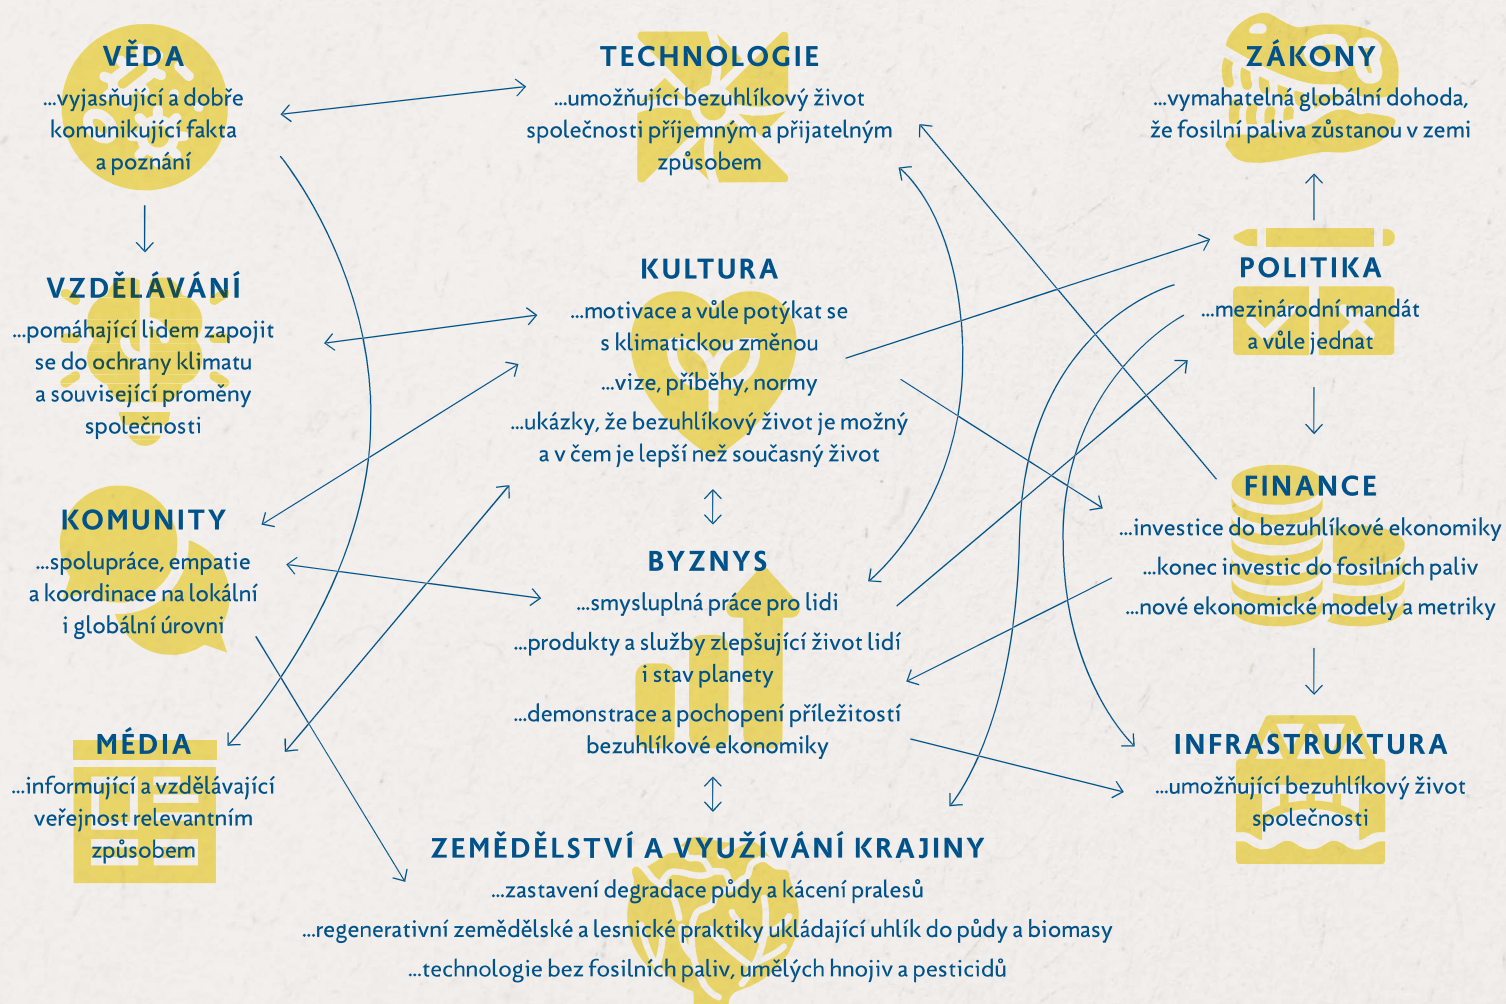 VĚDA
...vyjasňující a dobře
komunikující fakta
a poznání
TECHNOLOGIE
...umožňující bezuhlíkový život
společnosti příjemným a přijatelným
způsobem
ZÁKONY
...vymahatelná globální dohoda,
že fosilní paliva zůstanou v zemi
VZDĚLÁVÁNÍ
...pomáhající lidem zapojit
se do ochrany klimatu
a související proměny
společnosti
KULTURA
...motivace a vůle potýkat se
s klimatickou změnou
...vize, příběhy, normy
...ukázky, že bezuhlíkový život je možný
a v čem je lepší než současný život
POLITIKA
...mezinárodní mandát
a vůle jednat
KOMUNITY
...spolupráce, empatie
a koordinace na lokální
i globální úrovni
BYZNYS
...smysluplná práce pro lidi
...produkty a služby zlepšující život lidí
i stav planety
...demonstrace a pochopení příležitostí
bezuhlíkové ekonomiky
FINANCE
...investice do bezuhlíkové ekonomiky
...konec investic do fosilních paliv
...nové ekonomické modely a metriky
MÉDIA
...informující a vzdělávající
veřejnost relevantním
způsobem
ZEMĚDĚLSTVÍ A VYUŽÍVÁNÍ KRAJINY
...zastavení degradace půdy a kácení pralesů
...regenerativní zemědělské a lesnické praktiky ukládající uhlík do půdy a biomasy
...technologie bez fosilních paliv, umělých hnojiv a pesticidů
INFRASTRUKTURA
...umožňující bezuhlíkový život
společnosti